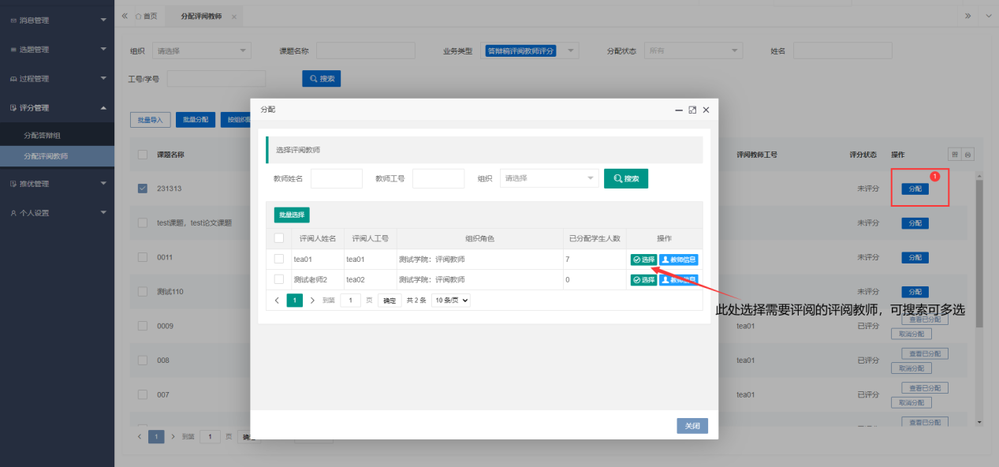 消息管理
选题管理
过程管理
评分管理
分配答辩组
分配评阅教师
推优管理
个人设置
首页 分配评阅教师
组织 请选择 课题名称 业务类型 答辩稿评阅教师评分 分配状态 所有 姓名
工号/学号 搜索
批量导入 批量分配
课题名称 评阅教师工号 评分状态 操作
231313 未评分 分配 1
test课题，test论文课题 未评分 分配
0011 未评分 分配
测试110 未评分 分配
0009 tea01 已评分 查看已分配
取消分配
008 tea01 已评分 查看已分配
取消分配
007 tea01 已评分 查看已分配
取消分配
查看已分配
1 到第 1 页
分配
选择评阅教师
教师姓名 教师工号 组织 请选择 搜索
批量选择
评阅人姓名 评阅人工号 组织角色 已分配学生人数 操作
tea01 tea01 测试学院：评阅教师 7 选择 教师信息
测试老师2 tea02 测试学院：评阅教师 0 选择 教师信息
1 到第 1 页 确定 共 2 条 10 条/页
此处选择需要评阅的评阅教师，可搜索可多选
关闭